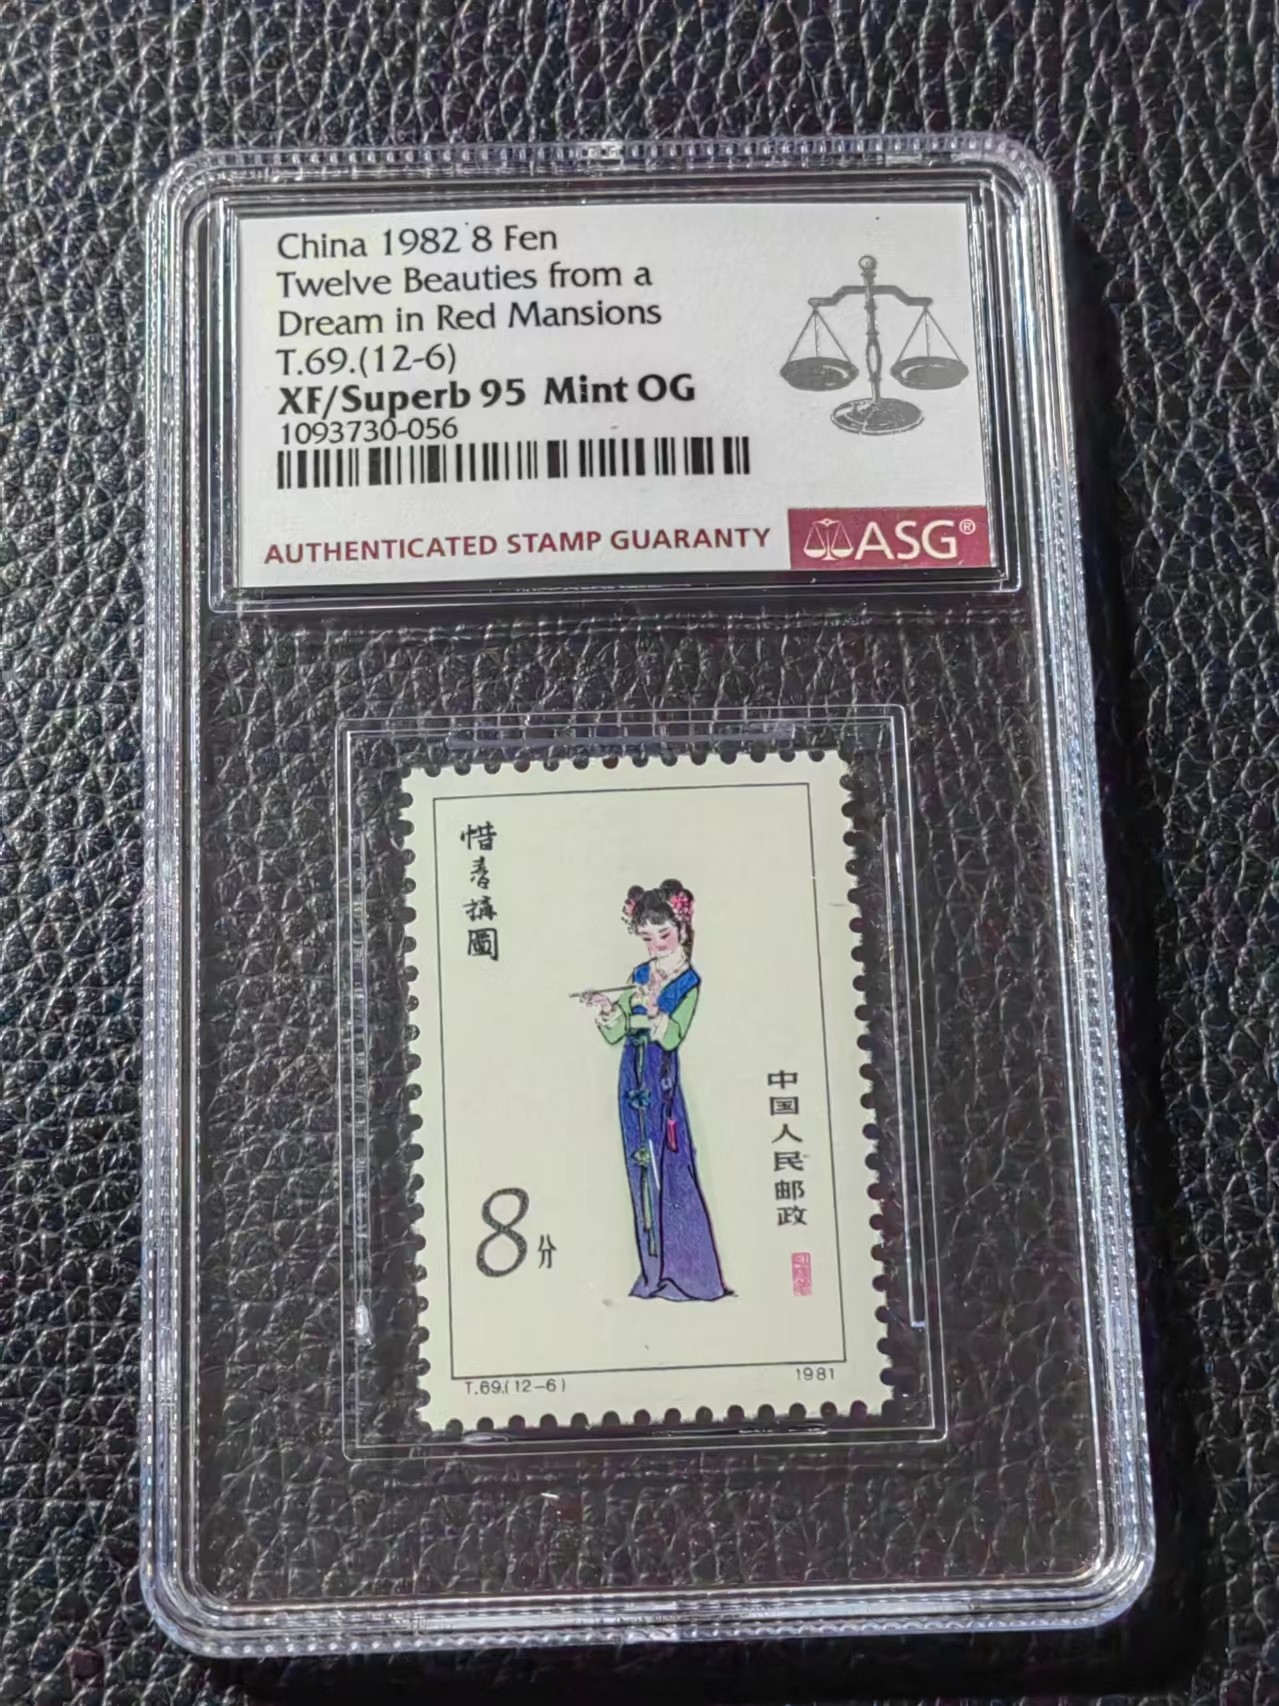 China 1982 8 Fen
Twelve Beauties from a
Dream in Red Mansions
T.69.(12-6)
XF/Superb 95 Mint OG
1093730-056
AUTHENTICATED STAMP GUARANTY
ASG®
惜春構圖
中国人民邮政
8分
T.69.(12-6)
1981